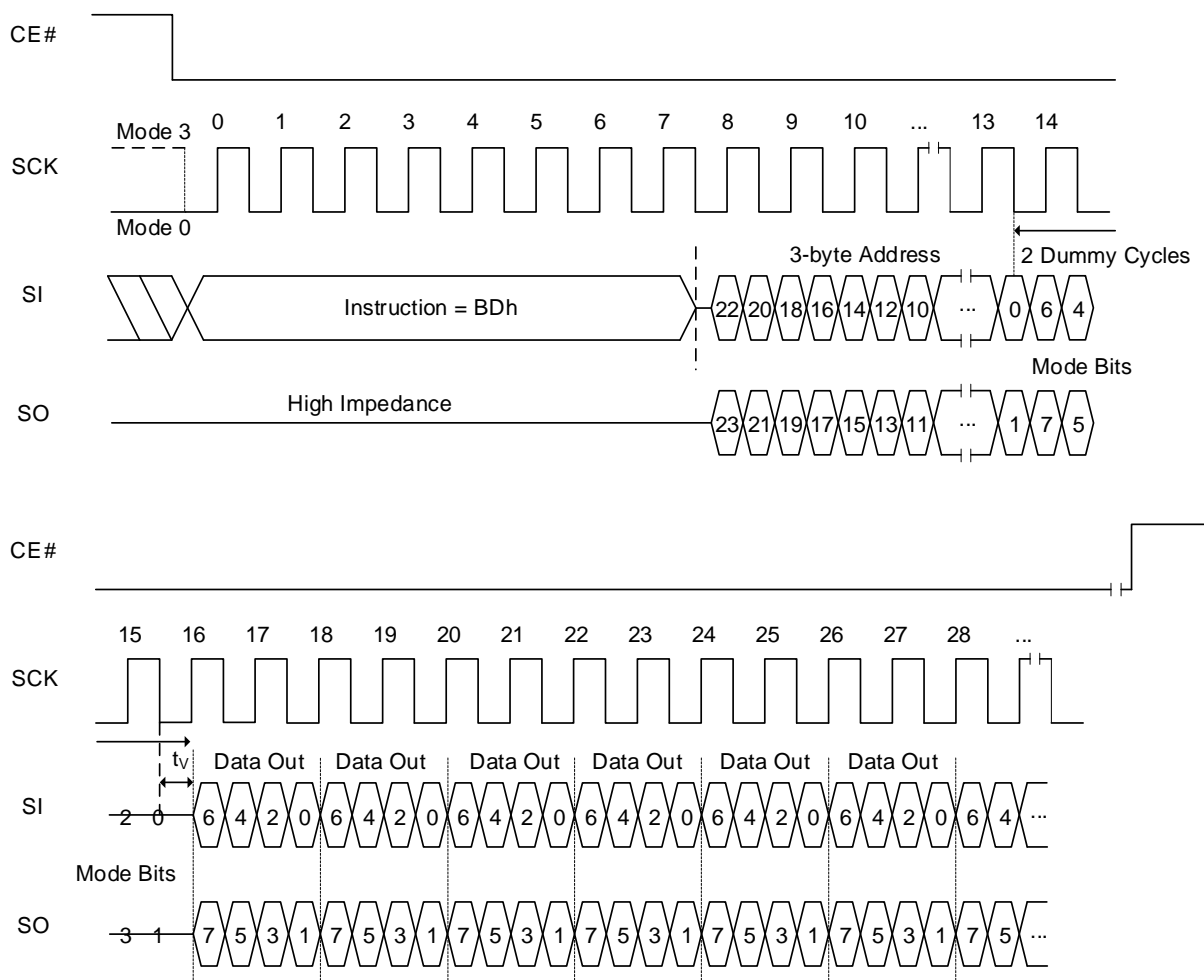 CE#
0 1 2 3 4 5 6 7 8 9 10 ... 13 14
Mode 3
SCK
Mode 0
3-byte Address 2 Dummy Cycles
SI
Instruction = BDh
22 20 18 16 14 12 10 ... 0 6 4
Mode Bits
SO
High Impedance
23 21 19 17 15 13 11 ... 1 7 5
CE#
15 16 17 18 19 20 21 22 23 24 25 26 27 28 ...
SCK
tV Data Out Data Out Data Out Data Out Data Out Data Out
SI
2 0 6 4 2 0 6 4 2 0 6 4 2 0 6 4 2 0 6 4 2 0 6 4 2 0 6 4 ...
Mode Bits
SO
3 1 7 5 3 1 7 5 3 1 7 5 3 1 7 5 3 1 7 5 3 1 7 5 3 1 7 5 ...